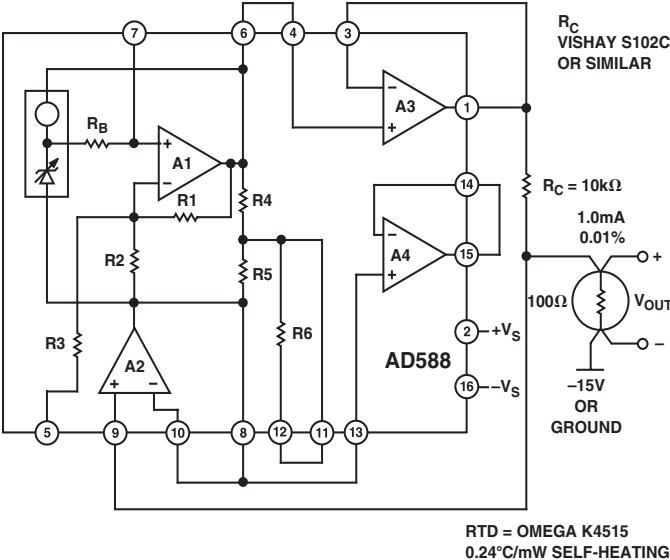 7
6
4
3
R_C
VISHAY S102C
OR SIMILAR
R_B
+
A1
−
−
A3
+
1
R1
R4
14
R_C = 10kΩ
1.0mA
0.01%
R2
R5
−
A4
+
15
+
100Ω
V_OUT
−
R3
R6
2
+V_S
AD588
A2
+
−
16
−V_S
−15V
OR
GROUND
5
9
10
8
12
11
13
RTD = OMEGA K4515
0.24°C/mW SELF-HEATING